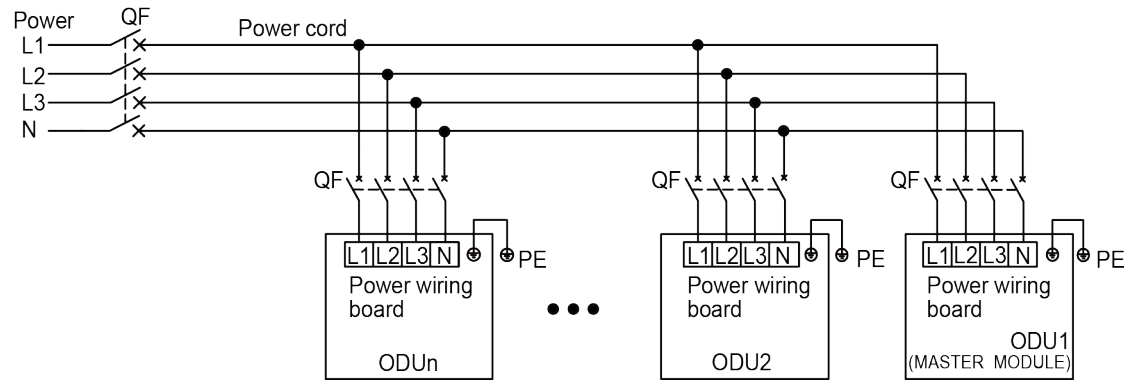 Power
QF
L1
Power cord
L2
L3
N
QF
QF
QF
L1 L2 L3 N
PE
L1 L2 L3 N
PE
L1 L2 L3 N
PE
Power wiring
board
Power wiring
board
Power wiring
board
ODUn
ODU2
ODU1
(MASTER MODULE)